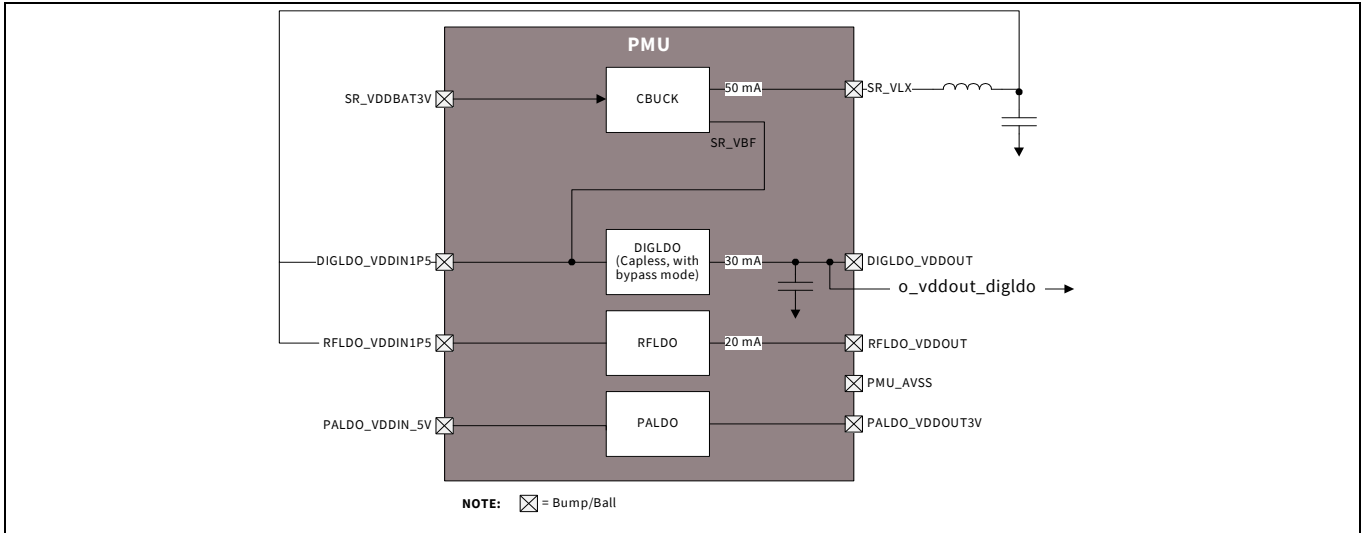 PMU
SR_VDDBAT3V
CBUCK
50 mA
SR_VLX
SR_VBF
DIGLDO_VDDIN1P5
DIGLDO
(Capless, with
bypass mode)
30 mA
DIGLDO_VDDOUT
o_vddout_digldo
RFLDO_VDDIN1P5
RFLDO
20 mA
RFLDO_VDDOUT
PMU_AVSS
PALDO_VDDIN_5V
PALDO
PALDO_VDDOUT3V
NOTE: = Bump/Ball